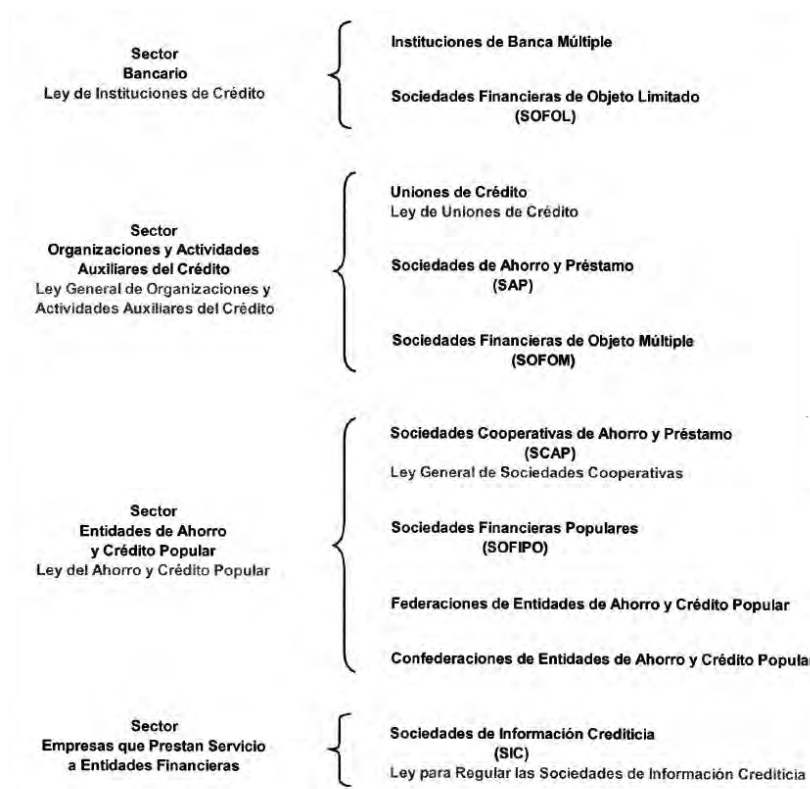 Sector
Bancario
Ley de Instituciones de Crédito
Instituciones de Banca Múltiple
Sociedades Financieras de Objeto Limitado
(SOFOL)
Sector
Organizaciones y Actividades
Auxiliares del Crédito
Ley General de Organizaciones y
Actividades Auxiliares del Crédito
Uniones de Crédito
Ley de Uniones de Crédito
Sociedades de Ahorro y Préstamo
(SAP)
Sociedades Financieras de Objeto Múltiple
(SOFOM)
Sector
Entidades de Ahorro
y Crédito Popular
Ley del Ahorro y Crédito Popular
Sociedades Cooperativas de Ahorro y Préstamo
(SCAP)
Ley General de Sociedades Cooperativas
Sociedades Financieras Populares
(SOFIPO)
Federaciones de Entidades de Ahorro y Crédito Popular
Confederaciones de Entidades de Ahorro y Crédito Popula
Sector
Empresas que Prestan Servicio
a Entidades Financieras
Sociedades de Información Crediticia
(SIC)
Ley para Regular las Sociedades de Información Crediticia